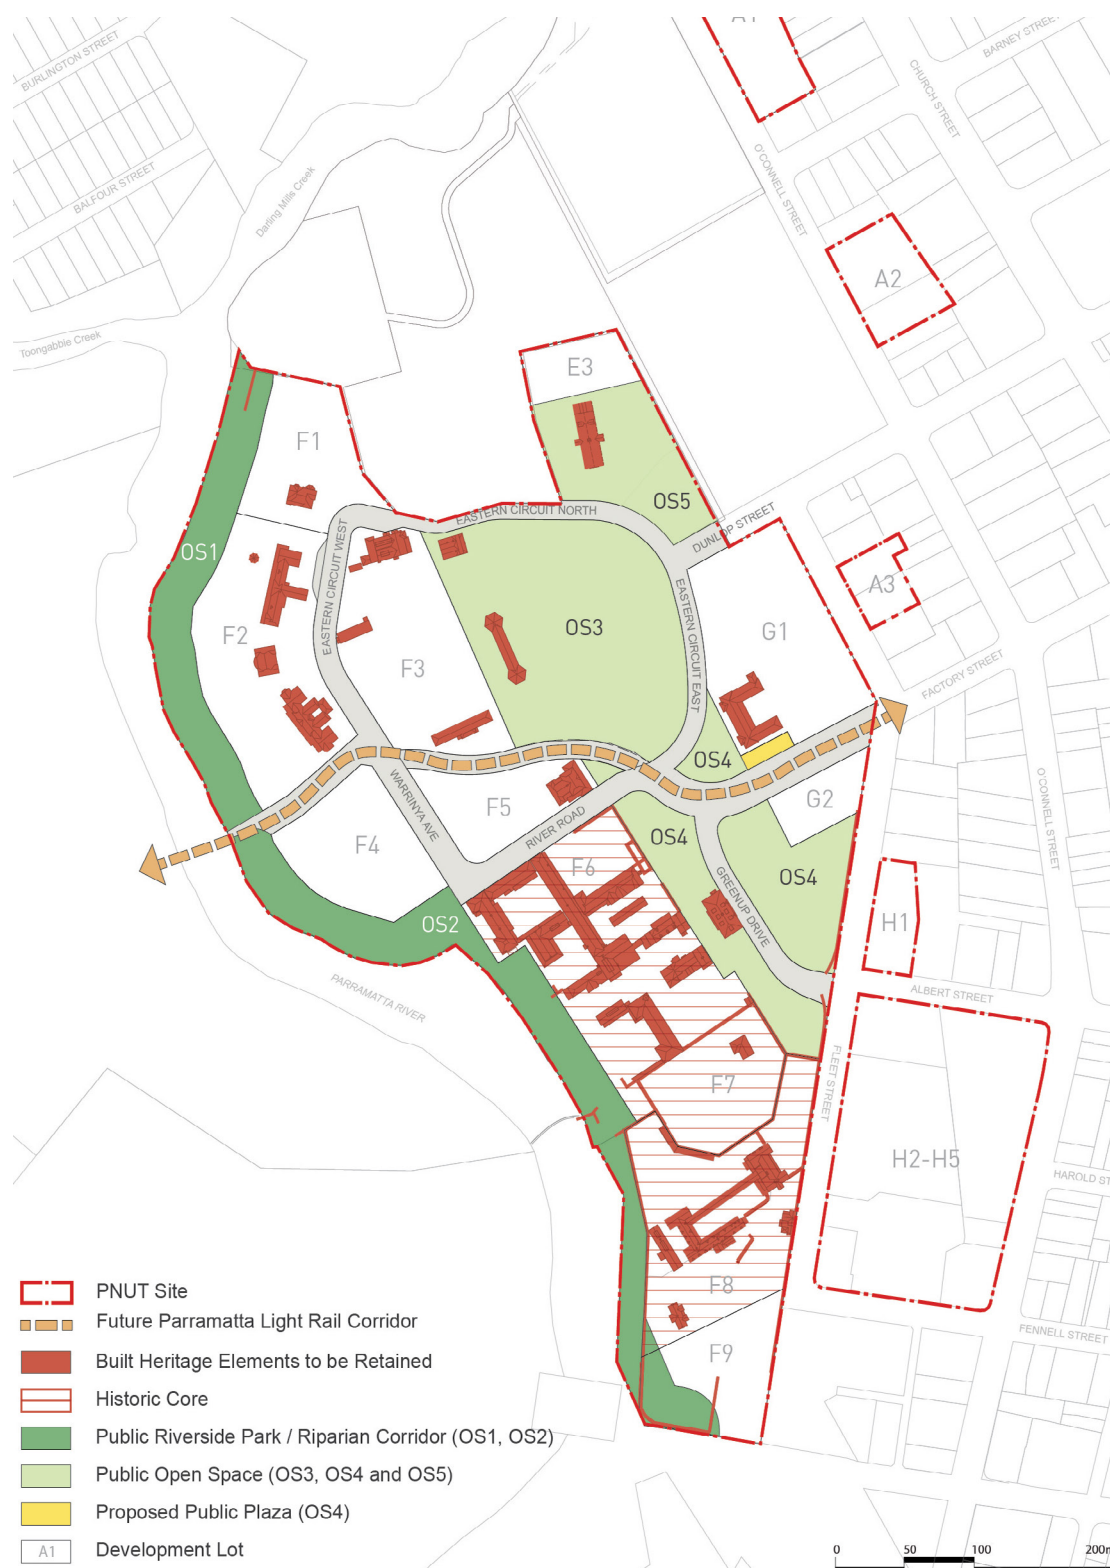 BURLINGTON STREET
A1
BARNEY STREET
CHURCH STREET
BALFOUR STREET
O'CONNELL STREET
Darling Mills Creek
A2
Toongabbie Creek
E3
F1
OS5
EASTERN CIRCUIT NORTH
DUNLOP STREET
OS1
EASTERN CIRCUIT WEST
A3
EASTERN CIRCUIT EAST
OS3
G1
F2
F3
FACTORY STREET
OS4
G2
WARRINYA AVE
F5
O'CONNELL STREET
RIVER ROAD
OS4
F4
F6
OS4
GREENUP DRIVE
OS2
H1
PARRAMATTA RIVER
ALBERT STREET
F7
FLEET STREET
H2-H5
HAROLD ST
F8
FENNELL STREET
F9
PNUT Site
Future Parramatta Light Rail Corridor
Built Heritage Elements to be Retained
Historic Core
Public Riverside Park / Riparian Corridor (OS1, OS2)
Public Open Space (OS3, OS4 and OS5)
Proposed Public Plaza (OS4)
A1 Development Lot
0 50 100 200m